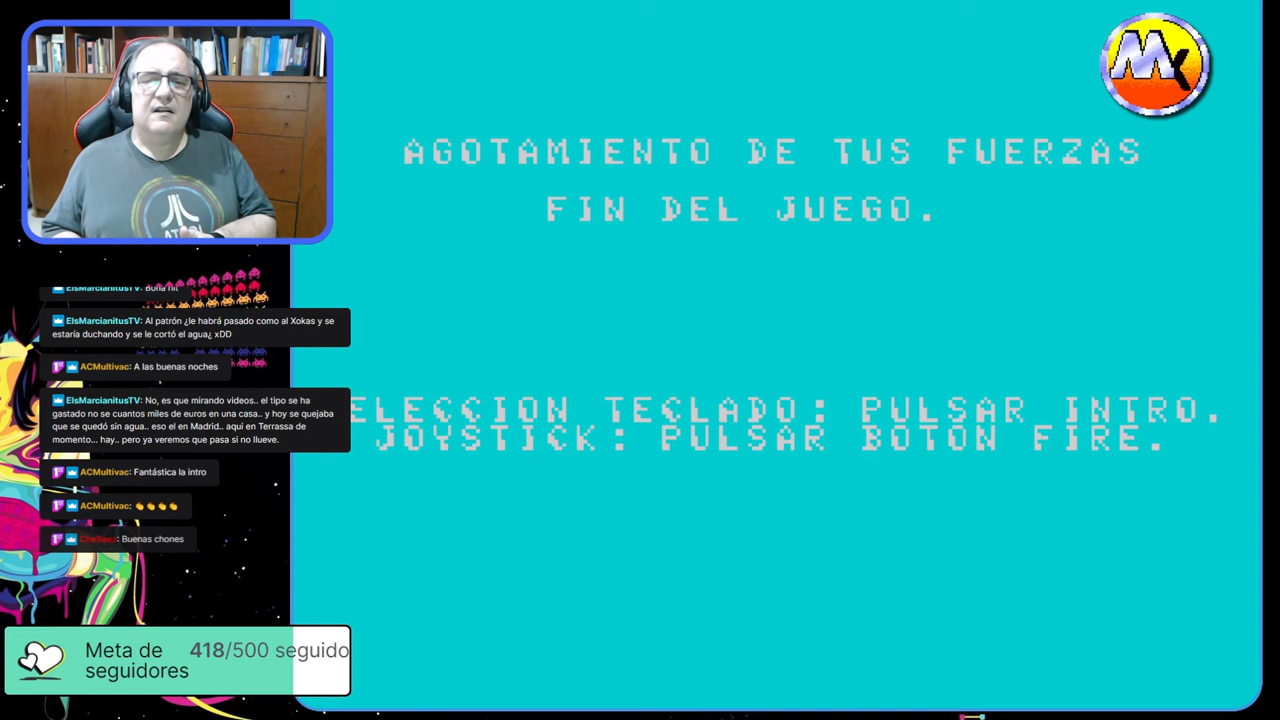 MK
AGOTAMIENTO DE TUS FUERZAS
FIN DEL JUEGO.
ELECCION TECLADO: PULSAR INTRO.
JOYSTICK: PULSAR BOTON FIRE.
ATARI
ElsMarcianitusTV: Bona nit
ElsMarcianitusTV: Al patrón ¿le habrá pasado como al Xokas y se
estaría duchando y se le cortó el agua¿ xDD
ACMultivac: A las buenas noches
ElsMarcianitusTV: No, es que mirando videos.. el tipo se ha
gastado no se cuantos miles de euros en una casa.. y hoy se quejaba
que se quedó sin agua.. eso el en Madrid.. aqui en Terrassa de
momento... hay.. pero ya veremos que pasa si no llueve.
ACMultivac: Fantástica la intro
ACMultivac: 👏👏👏👏
: Buenas chones
Meta de
seguidores
418/500 seguido